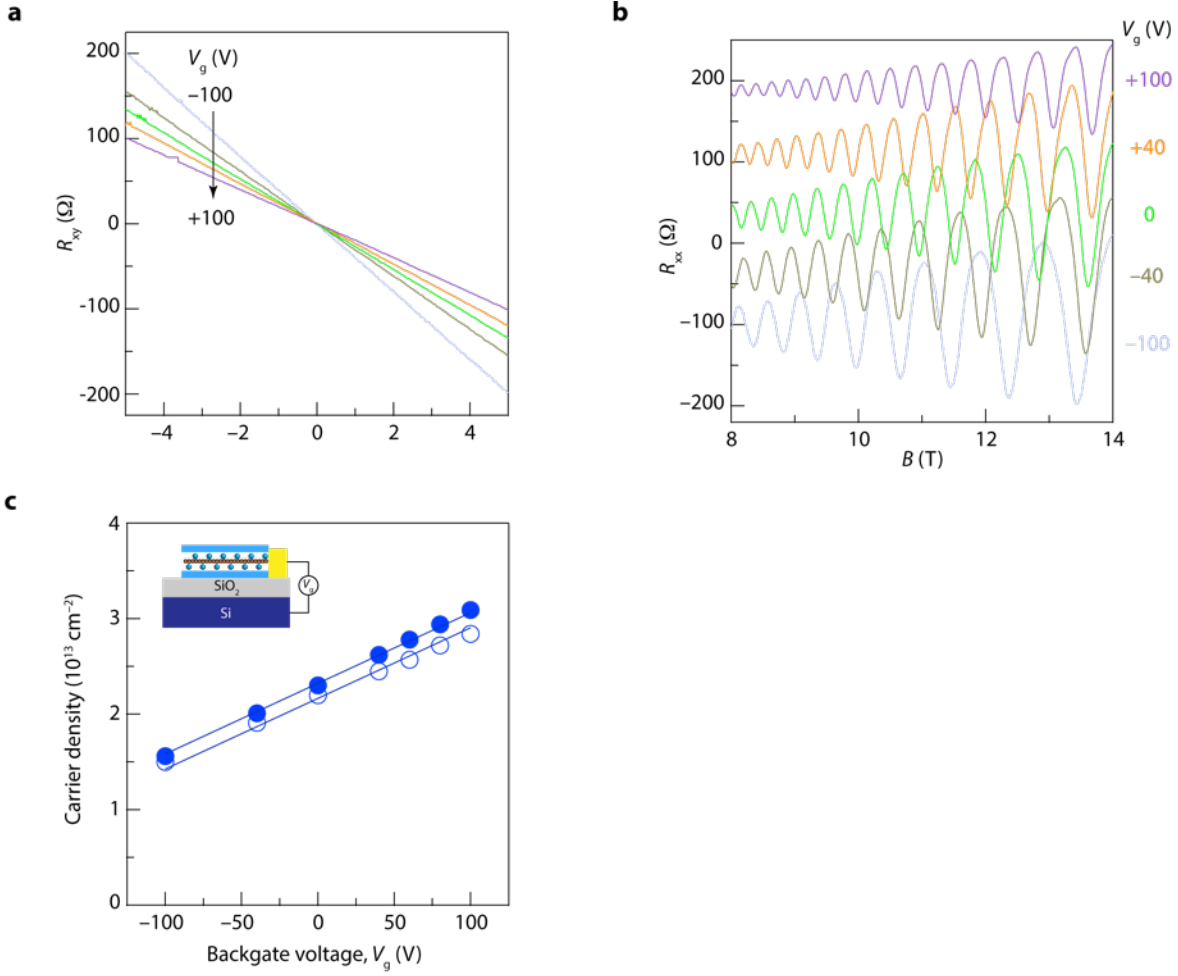 a
200
100
0
−100
−200
R_xy (Ω)
V_g (V)
−100
+100
−4
−2
0
2
4
b
V_g (V)
+100
+40
0
−40
−100
200
100
0
−100
−200
R_xx (Ω)
8
10
12
14
B (T)
c
4
3
2
1
0
Carrier density (10¹³ cm⁻²)
SiO₂
Si
V_g
−100
−50
0
50
100
Backgate voltage, V_g (V)